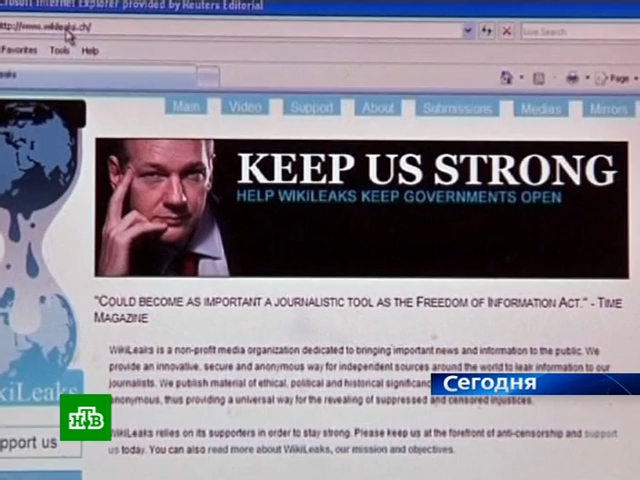 crosoft Internet Explorer provided by Reuters Editorial
ttp://www.wikileaks.ch/
Live Search
Favorites Tools Help
eaks
Page
Main Video Support About Submissions Medias Mirrors
KEEP US STRONG
HELP WIKILEAKS KEEP GOVERNMENTS OPEN
"COULD BECOME AS IMPORTANT A JOURNALISTIC TOOL AS THE FREEDOM OF INFORMATION ACT." - TIME
MAGAZINE
WikiLeaks is a non-profit media organization dedicated to bringing important news and information to the public. We
provide an innovative, secure and anonymous way for independent sources around the world to leak information to our
journalists. We publish material of ethical, political and historical significance
anonymous, thus providing a universal way for the revealing of suppressed and censored injustices.
WikiLeaks relies on its supporters in order to stay strong. Please keep us at the forefront of anti-censorship and support
us today. You can also read more about WikiLeaks, our mission and objectives.
kiLeaks
pport us
Сегодня
НТВ